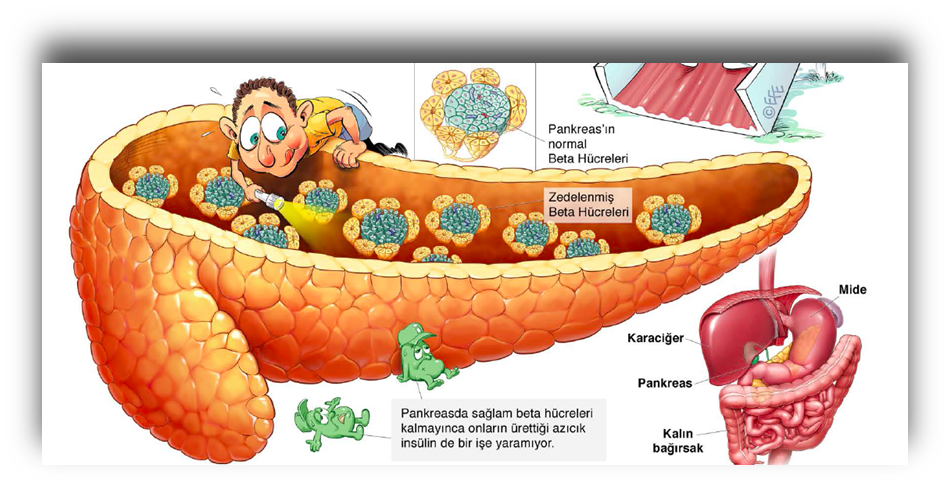 ©EFE
Pankreas'ın
normal
Beta Hücreleri
Zedelenmiş
Beta Hücreleri
Mide
Karaciğer
Pankreas
Kalın
bağırsak
Pankreasda sağlam beta hücreleri
kalmayınca onların ürettiği azıcık
insülin de bir işe yaramıyor.